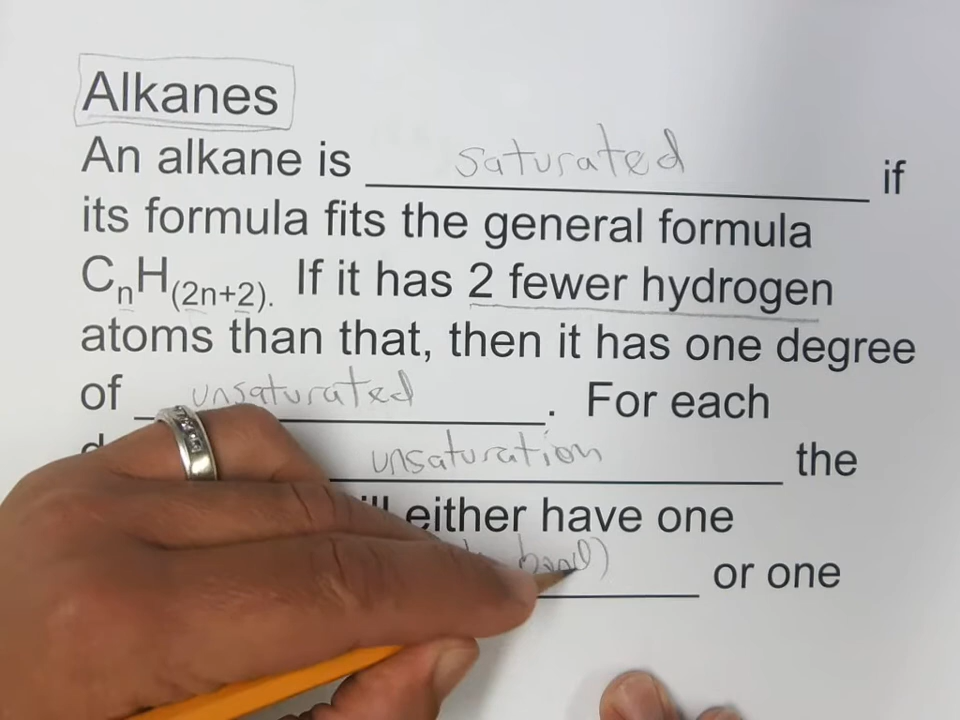 Alkanes
An alkane is saturated if
its formula fits the general formula
CnH(2n+2). If it has 2 fewer hydrogen
atoms than that, then it has one degree
of unsaturated. For each
unsaturation the
either have one
bond) or one